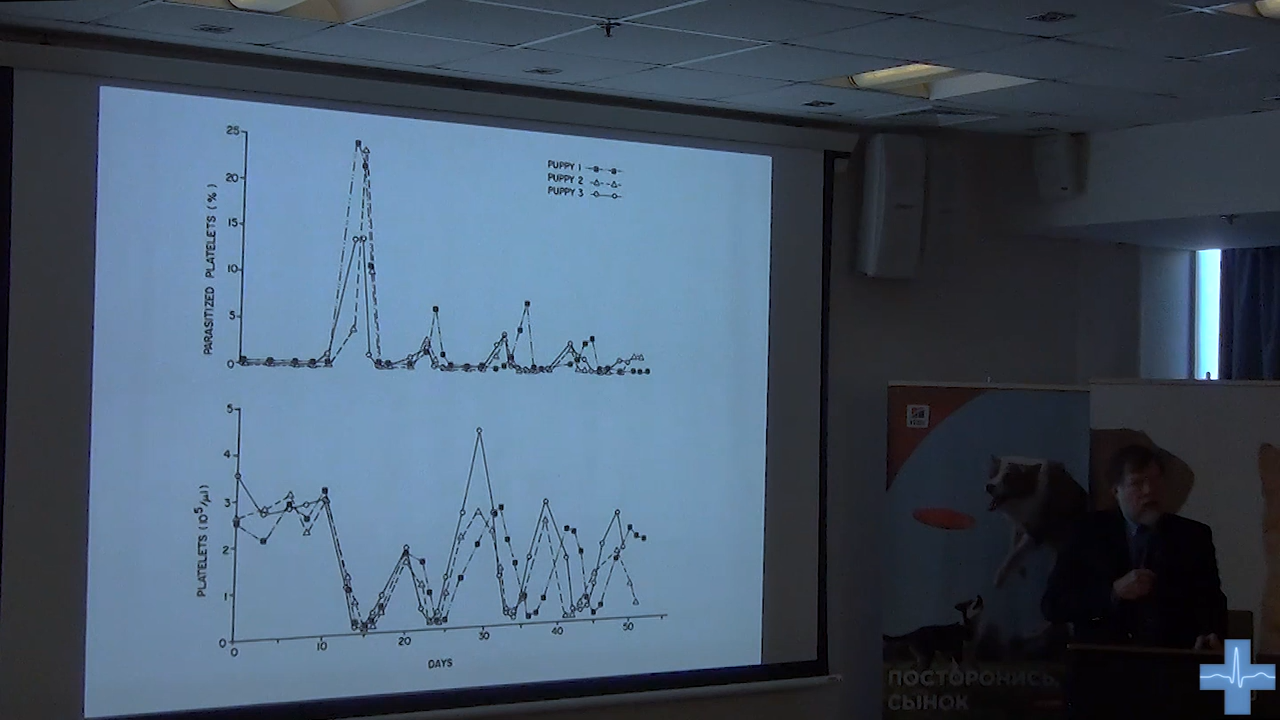 25
20
15
10
5
0
PARASITIZED PLATELETS (%)
PUPPY 1
PUPPY 2
PUPPY 3
5
4
3
2
1
0
PLATELETS (10⁵/μl)
0
10
20
30
40
50
DAYS
ПОСТОРОНИСЬ,
СЫНОК